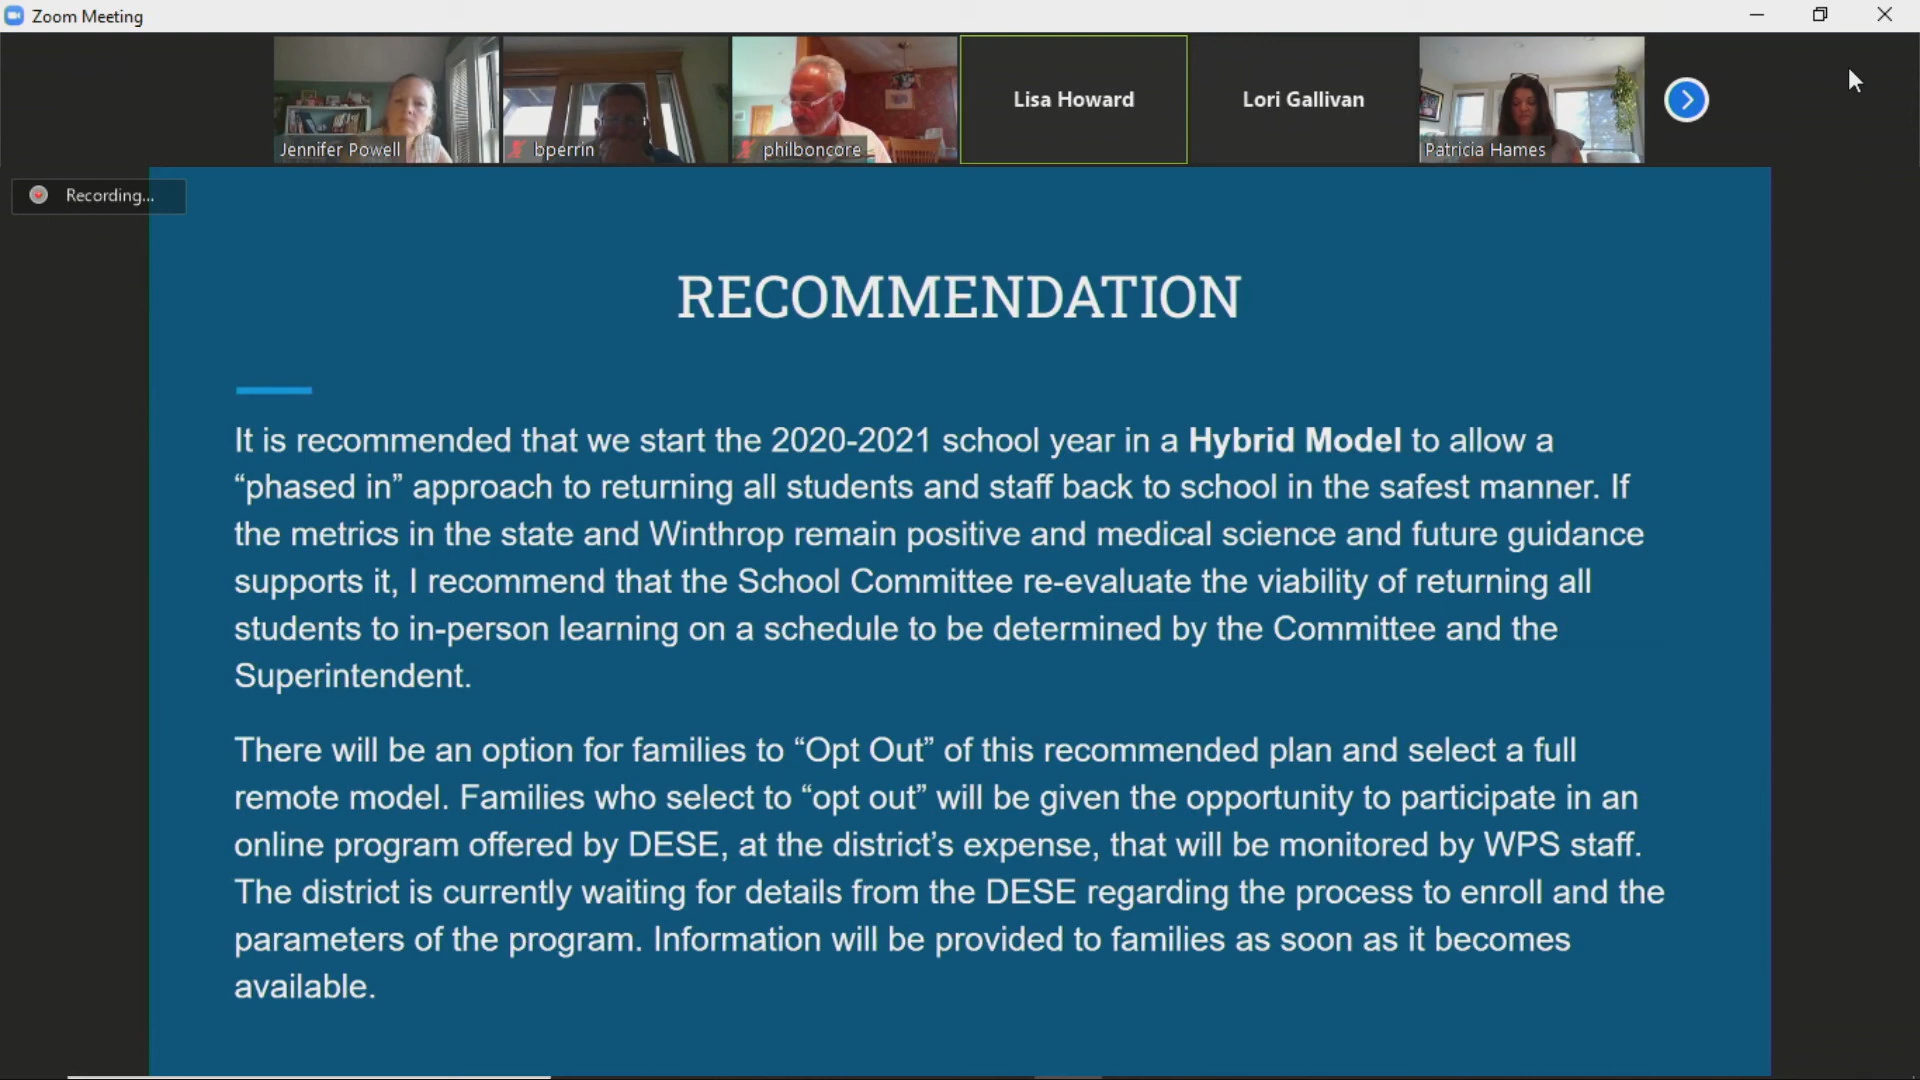 Zoom Meeting
Jennifer Powell
bperrin
philboncore
Lisa Howard
Lori Gallivan
Patricia Hames
Recording...
RECOMMENDATION
It is recommended that we start the 2020-2021 school year in a Hybrid Model to allow a
“phased in” approach to returning all students and staff back to school in the safest manner. If
the metrics in the state and Winthrop remain positive and medical science and future guidance
supports it, I recommend that the School Committee re-evaluate the viability of returning all
students to in-person learning on a schedule to be determined by the Committee and the
Superintendent.
There will be an option for families to “Opt Out” of this recommended plan and select a full
remote model. Families who select to “opt out” will be given the opportunity to participate in an
online program offered by DESE, at the district’s expense, that will be monitored by WPS staff.
The district is currently waiting for details from the DESE regarding the process to enroll and the
parameters of the program. Information will be provided to families as soon as it becomes
available.